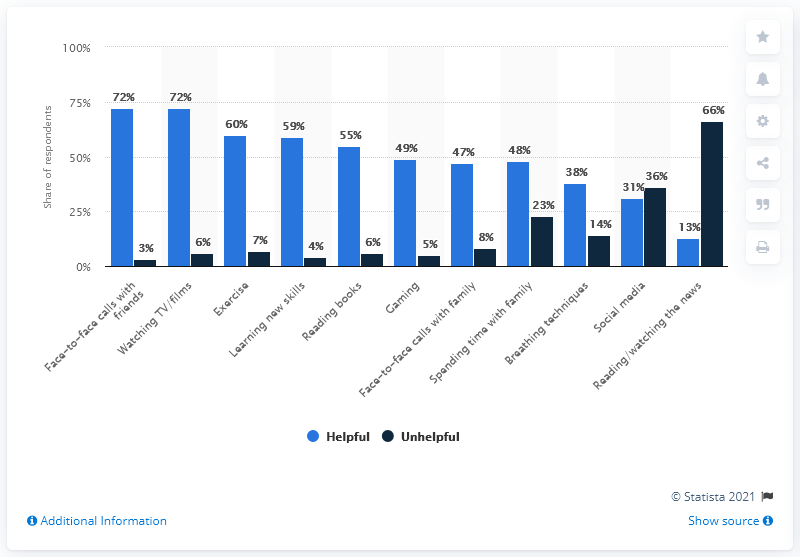 100%
75%
50%
25%
0%
Share of respondents
72%
3%
72%
6%
60%
7%
59%
4%
55%
6%
49%
5%
47%
8%
48%
23%
38%
14%
31%
36%
13%
66%
Face-to-face calls with
friends
Watching TV/films
Exercise
Learning new skills
Reading books
Gaming
Face-to-face calls with family
Spending time with family
Breathing techniques
Social media
Reading/watching the news
Helpful
Unhelpful
© Statista 2021
Additional Information
Show source